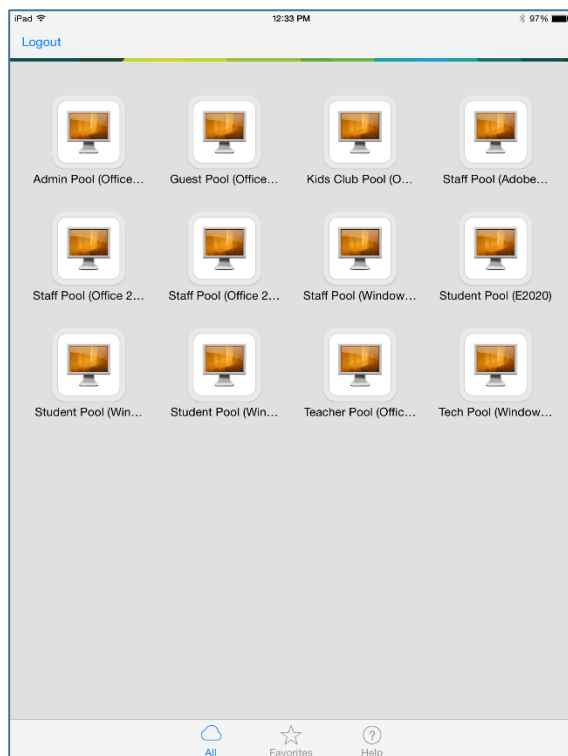 iPad 12:33 PM 97%
Logout
Admin Pool (Office... Guest Pool (Office... Kids Club Pool (O... Staff Pool (Adobe...
Staff Pool (Office 2... Staff Pool (Office 2... Staff Pool (Window... Student Pool (E2020)
Student Pool (Win... Student Pool (Win... Teacher Pool (Offic... Tech Pool (Window...
All Favorites Help